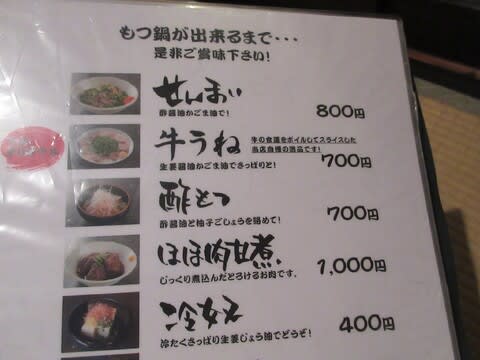 もつ鍋が出来るまで・・・
是非ご賞味下さい！
せんまい
酢醤油かごま油で！
800円
牛うね
生姜醤油かごま油でさっぱりと！
牛の食道をボイルしてスライスした
当店自慢の逸品です！
700円
酢もつ
酢醤油と柚子ごしょうを絡めて！
700円
ほほ肉甘煮
じっくり煮込んだとろけるお肉です。
1,000円
冷奴
冷たくさっぱり生姜じょう油でどうぞ！
400円